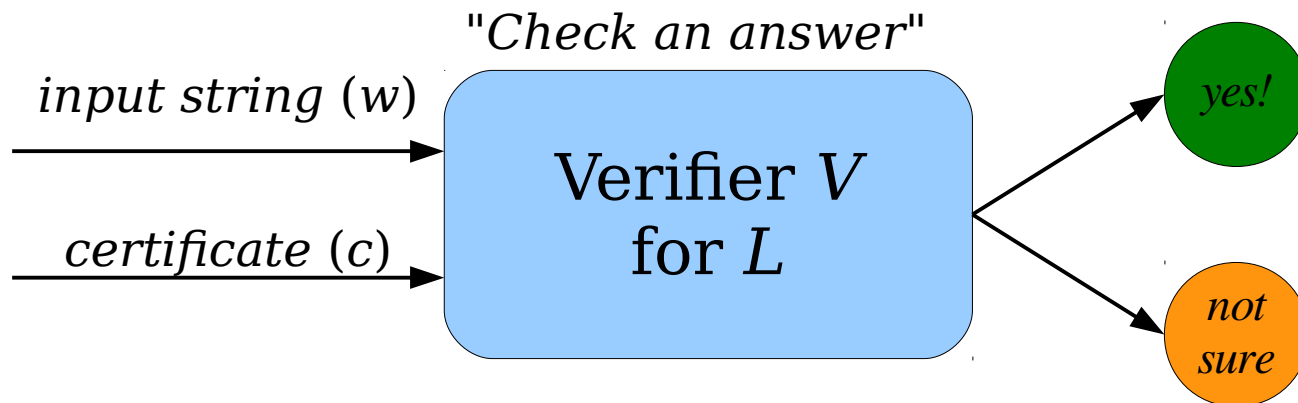 "Check an answer"
input string (w)
certificate (c)
Verifier V
for L
yes!
not
sure